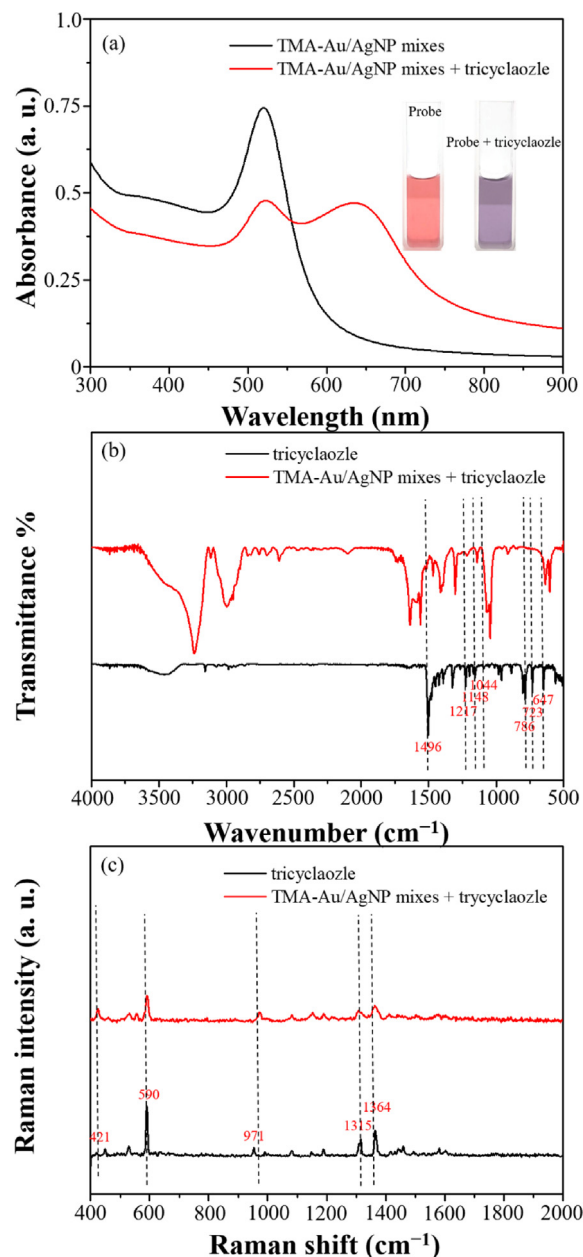 (a)
TMA-Au/AgNP mixes
TMA-Au/AgNP mixes + tricyclaozle
Probe
Probe + tricyclaozle
Absorbance (a. u.)
1.0
0.75
0.5
0.25
0
300 400 500 600 700 800 900
Wavelength (nm)
(b)
tricyclaozle
TMA-Au/AgNP mixes + tricyclaozle
Transmittance %
1496
1217
1148
1044
786
723
647
4000 3500 3000 2500 2000 1500 1000 500
Wavenumber (cm⁻¹)
(c)
tricyclaozle
TMA-Au/AgNP mixes + trycyclaozle
Raman intensity (a. u.)
421
590
971
1315
1364
400 600 800 1000 1200 1400 1600 1800 2000
Raman shift (cm⁻¹)